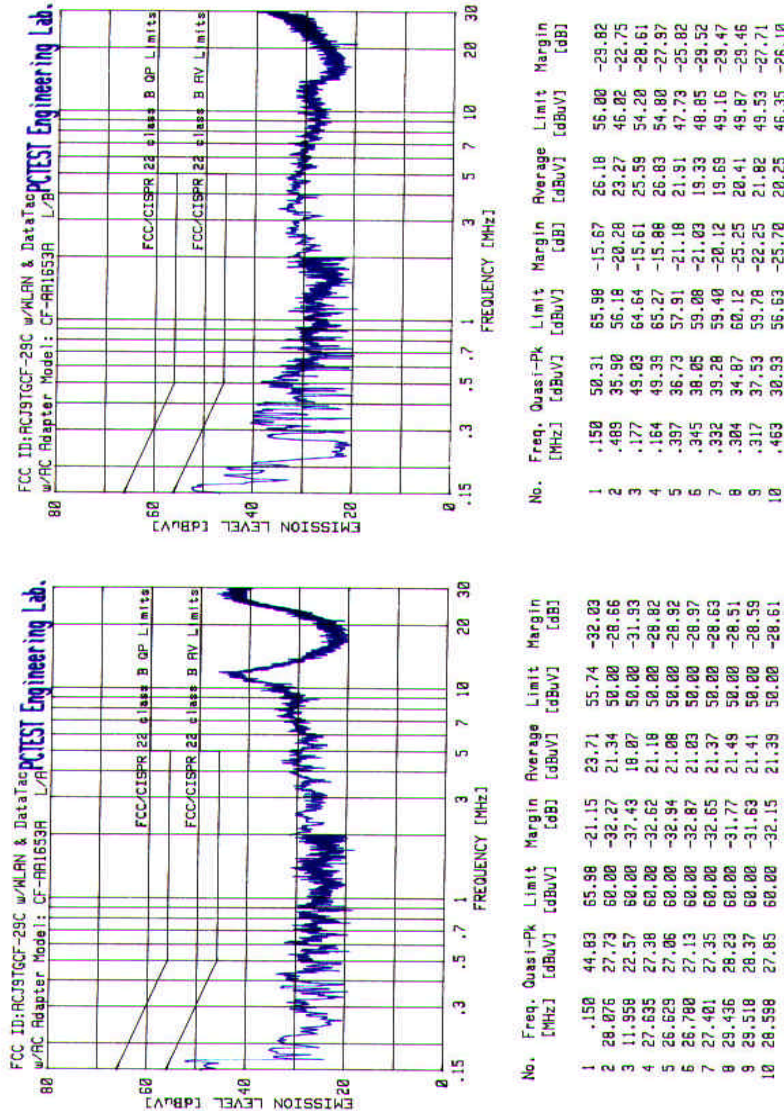 FCC ID:ACJ9TGCF-29C w/WLAN & DataTac PCTEST Engineering Lab.
w/AC Adapter Model: CF-AA1653A L/A
EMISSION LEVEL [dBuV]
80
60
40
20
0
FCC/CISPR 22 class B QP Limits
FCC/CISPR 22 class B AV Limits
.15 .3 .5 .7 1 3 5 7 10 20 30
FREQUENCY [MHz]
No. Freq. Quasi-Pk Limit Margin Average Limit Margin
[MHz] [dBuV] [dBuV] [dB] [dBuV] [dBuV] [dB]
1 .150 44.83 65.98 -21.15 23.71 55.74 -32.03
2 28.076 27.73 60.00 -32.27 21.34 50.00 -28.66
3 11.958 22.57 60.00 -37.43 18.07 50.00 -31.93
4 27.635 27.38 60.00 -32.62 21.18 50.00 -28.82
5 26.629 27.06 60.00 -32.94 21.08 50.00 -28.92
6 26.780 27.13 60.00 -32.87 21.03 50.00 -28.97
7 27.401 27.35 60.00 -32.65 21.37 50.00 -28.63
8 29.436 28.23 60.00 -31.77 21.49 50.00 -28.51
9 29.518 28.37 60.00 -31.63 21.41 50.00 -28.59
10 28.598 27.85 60.00 -32.15 21.39 50.00 -28.61
FCC ID:ACJ9TGCF-29C w/WLAN & DataTac PCTEST Engineering Lab.
w/AC Adapter Model: CF-AA1653A L/B
EMISSION LEVEL [dBuV]
80
60
40
20
0
FCC/CISPR 22 class B QP Limits
FCC/CISPR 22 class B AV Limits
.15 .3 .5 .7 1 3 5 7 10 20 30
FREQUENCY [MHz]
No. Freq. Quasi-Pk Limit Margin Average Limit Margin
[MHz] [dBuV] [dBuV] [dB] [dBuV] [dBuV] [dB]
1 .150 50.31 65.98 -15.67 26.18 56.00 -29.82
2 .489 35.90 56.18 -20.28 23.27 46.02 -22.75
3 .177 49.03 64.64 -15.61 25.59 54.20 -28.61
4 .164 49.39 65.27 -15.88 26.83 54.80 -27.97
5 .397 36.73 57.91 -21.18 21.91 47.73 -25.82
6 .345 38.05 59.08 -21.03 19.33 48.85 -29.52
7 .332 39.28 59.40 -20.12 19.69 49.16 -29.47
8 .304 34.87 60.12 -25.25 20.41 49.87 -29.46
9 .317 37.53 59.78 -22.25 21.82 49.53 -27.71
10 .463 30.93 56.63 -25.70 20.25 46.35 -26.10